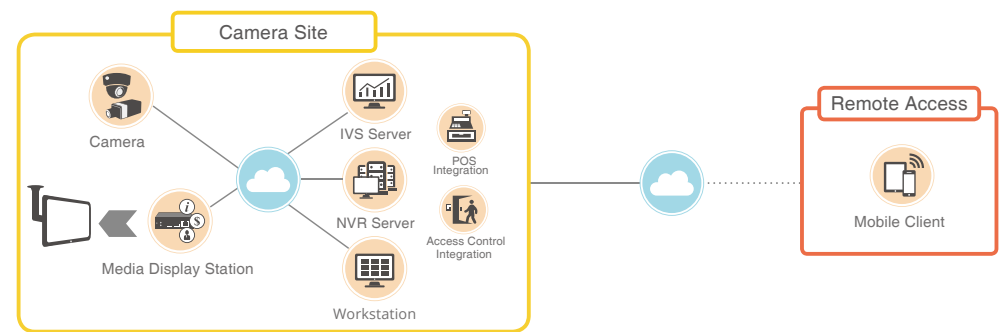 Camera Site
Remote Access
Camera
IVS Server
POS
Integration
NVR Server
Access Control
Integration
Mobile Client
i
$
Media Display Station
Workstation